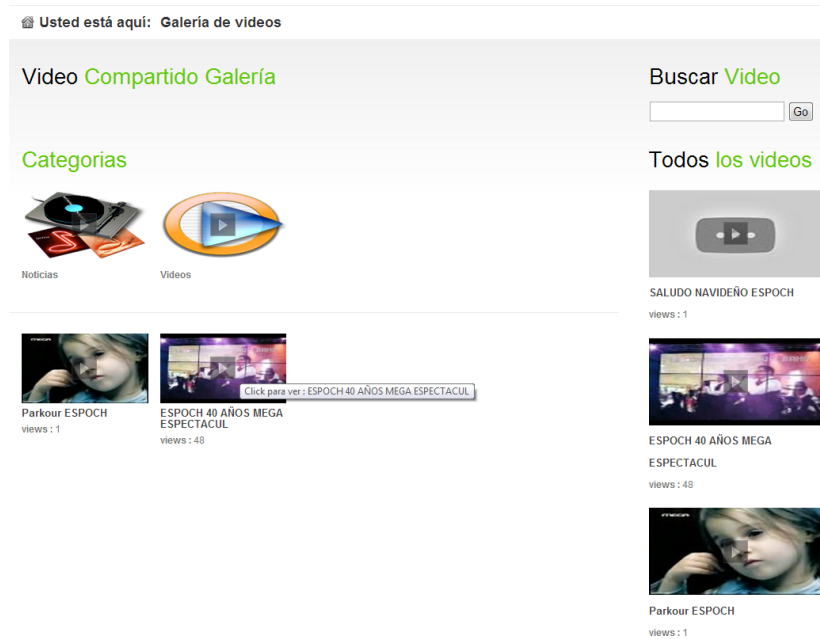 Usted está aquí: Galería de videos
Video Compartido Galería
Categorias
Noticias
Videos
Parkour ESPOCH
views : 1
Click para ver : ESPOCH 40 AÑOS MEGA ESPECTACUL
ESPOCH 40 AÑOS MEGA
ESPECTACUL
views : 48
Buscar Video
Go
Todos los videos
SALUDO NAVIDEÑO ESPOCH
views : 1
ESPOCH 40 AÑOS MEGA
ESPECTACUL
views : 48
Parkour ESPOCH
views : 1